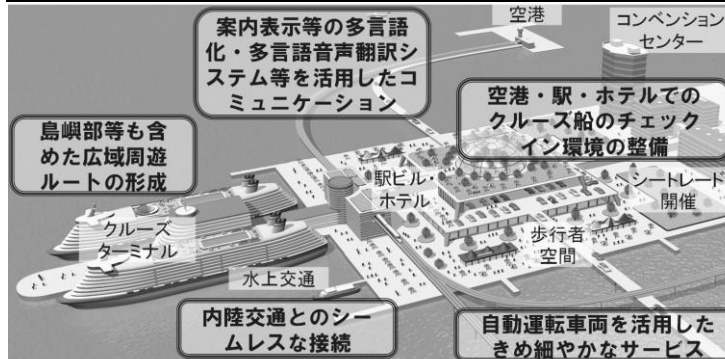 案内表示等の多言語
化・多言語音声翻訳シ
ステム等を活用したコ
ミュニケーション
空港
コンベンション
センター
空港・駅・ホテルでの
クルーズ船のチェック
イン環境の整備
島嶼部等も含
めた広域周遊
ルートの形成
駅ビル・
ホテル
シートレード
開催
クルーズ
ターミナル
歩行者
空間
水上交通
内陸交通とのシー
ムレスな接続
自動運転車両を活用した
きめ細やかなサービス